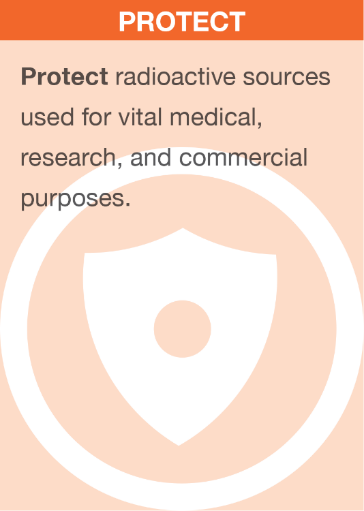 PROTECT
Protect radioactive sources
used for vital medical,
research, and commercial
purposes.